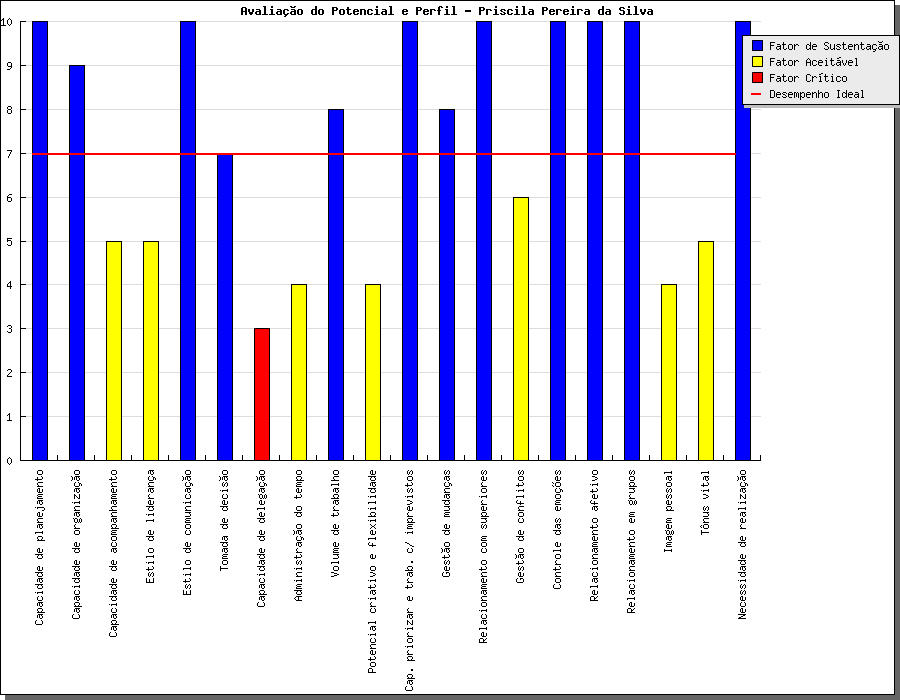 Avaliação do Potencial e Perfil - Priscila Pereira da Silva
10
9
8
7
6
5
4
3
2
1
0
Fator de Sustentação
Fator Aceitável
Fator Crítico
Desempenho Ideal
Capacidade de planejamento
Capacidade de organização
Capacidade de acompanhamento
Estilo de liderança
Estilo de comunicação
Tomada de decisão
Capacidade de delegação
Administração do tempo
Volume de trabalho
Potencial criativo e flexibilidade
Cap. priorizar e trab. c/ imprevistos
Gestão de mudanças
Relacionamento com superiores
Gestão de conflitos
Controle das emoções
Relacionamento afetivo
Relacionamento em grupos
Imagem pessoal
Tônus vital
Necessidade de realização